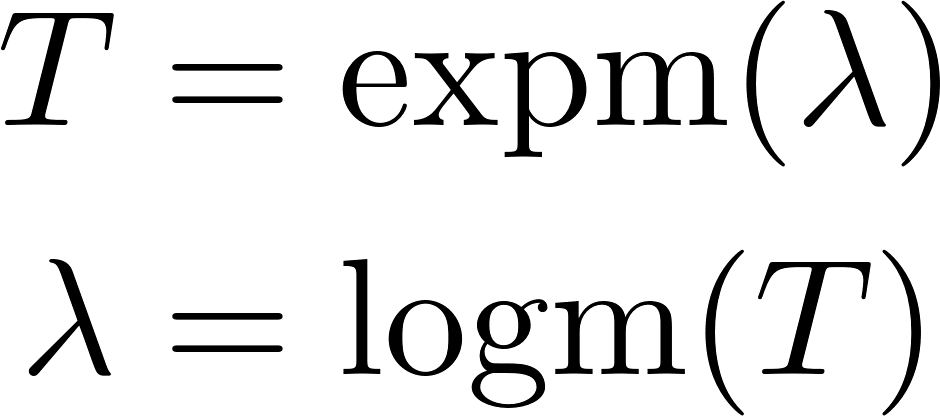 T = expm(λ)
λ = logm(T)